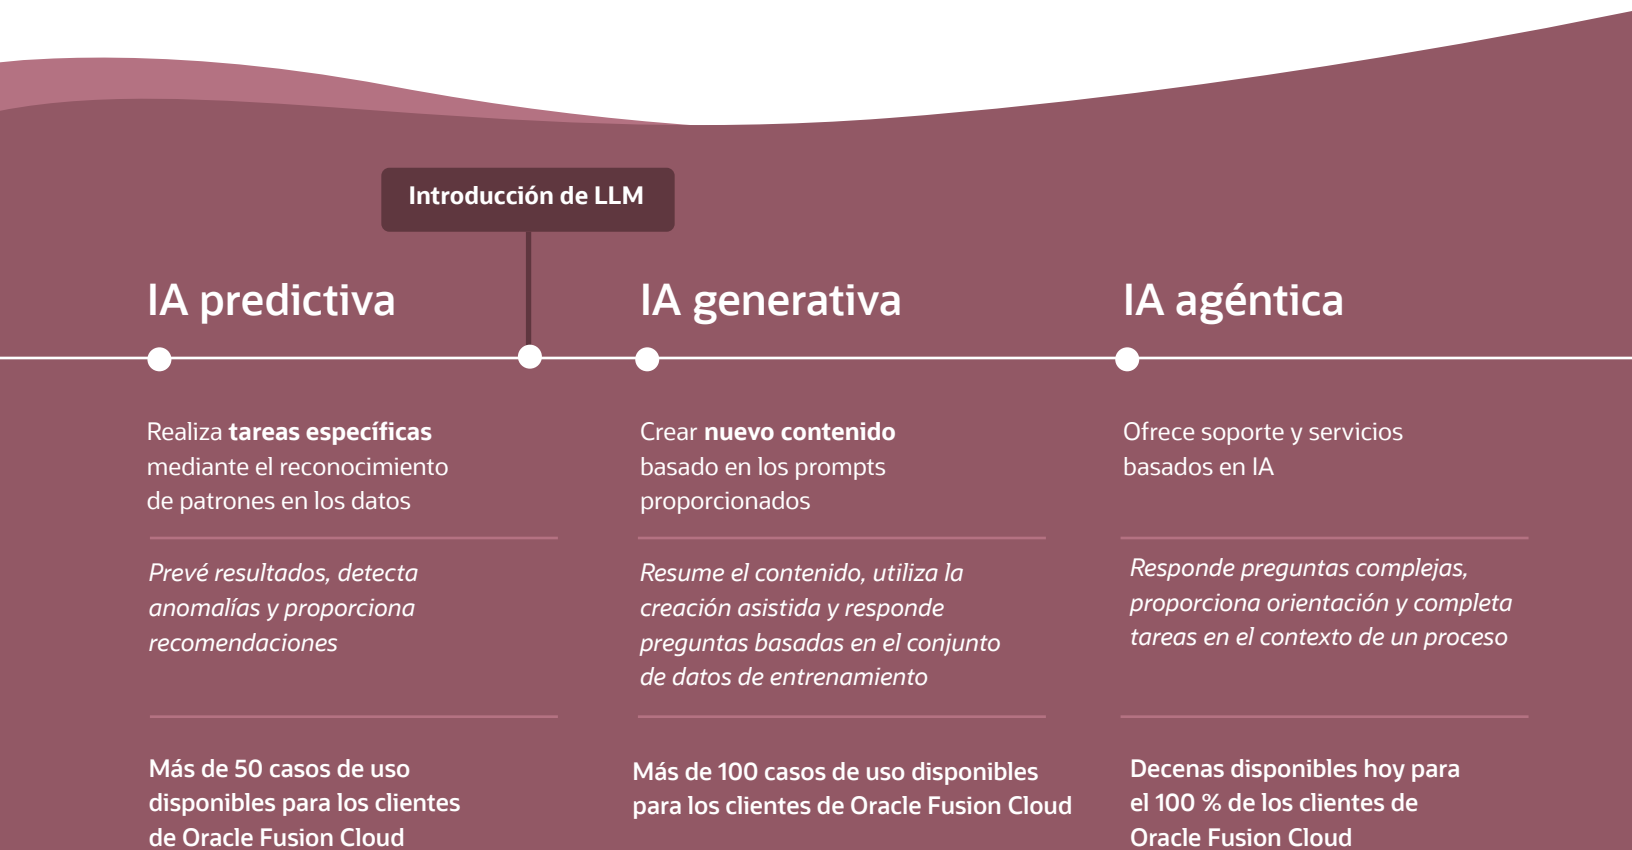 Introducción de LLM
IA predictiva
Realiza tareas específicas
mediante el reconocimiento
de patrones en los datos
Prevé resultados, detecta
anomalías y proporciona
recomendaciones
Más de 50 casos de uso
disponibles para los clientes
de Oracle Fusion Cloud
IA generativa
Crear nuevo contenido
basado en los prompts
proporcionados
Resume el contenido, utiliza la
creación asistida y responde
preguntas basadas en el conjunto
de datos de entrenamiento
Más de 100 casos de uso disponibles
para los clientes de Oracle Fusion Cloud
IA agéntica
Ofrece soporte y servicios
basados en IA
Responde preguntas complejas,
proporciona orientación y completa
tareas en el contexto de un proceso
Decenas disponibles hoy para
el 100 % de los clientes de
Oracle Fusion Cloud